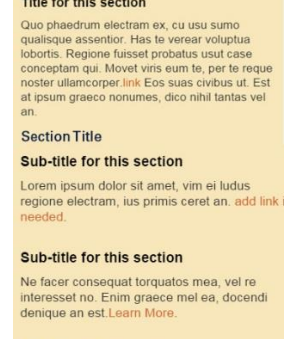 Title for this section
Quo phaedrum electram ex, cu usu sumo
qualisque assentior. Has te verear voluptua
lobortis. Regione fuisset probatus usut case
conceptam qui. Movet viris eum te, per te reque
noster ullamcorper.link Eos suas civibus ut. Est
at ipsum graeco nonumes, dico nihil tantas vel
an.
Section Title
Sub-title for this section
Lorem ipsum dolor sit amet, vim ei ludus
regione electram, ius primis ceret an. add link i
needed.
Sub-title for this section
Ne facer consequat torquatos mea, vel re
interesset no. Enim graece mel ea, docendi
denique an est.Learn More.